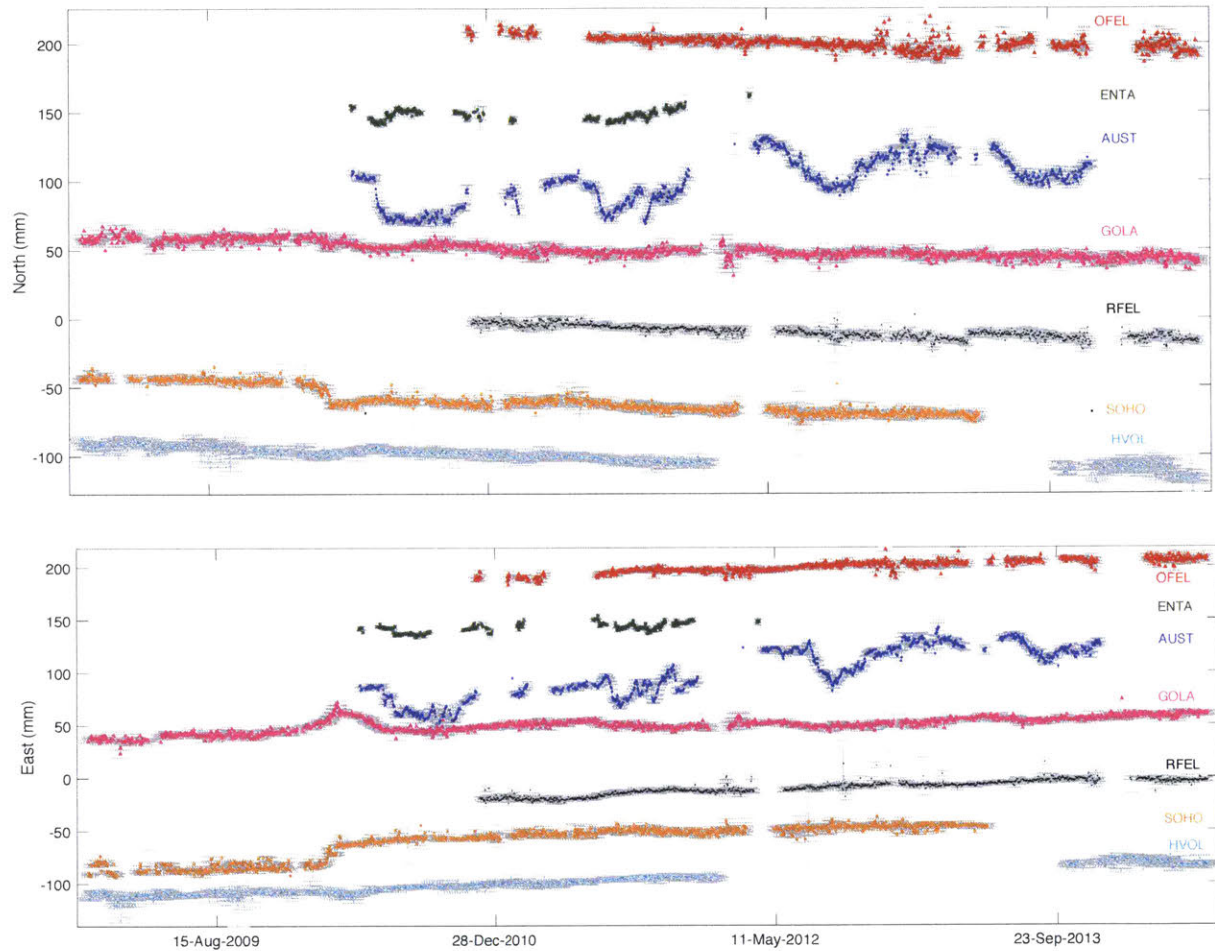 200
150
100
50
0
-50
-100
North (mm)
OFEL
ENTA
AUST
GOLA
RFEL
SOHO
HVOL
200
150
100
50
0
-50
-100
East (mm)
OFEL
ENTA
AUST
GOLA
RFEL
SOHO
HVOL
15-Aug-2009
28-Dec-2010
11-May-2012
23-Sep-2013